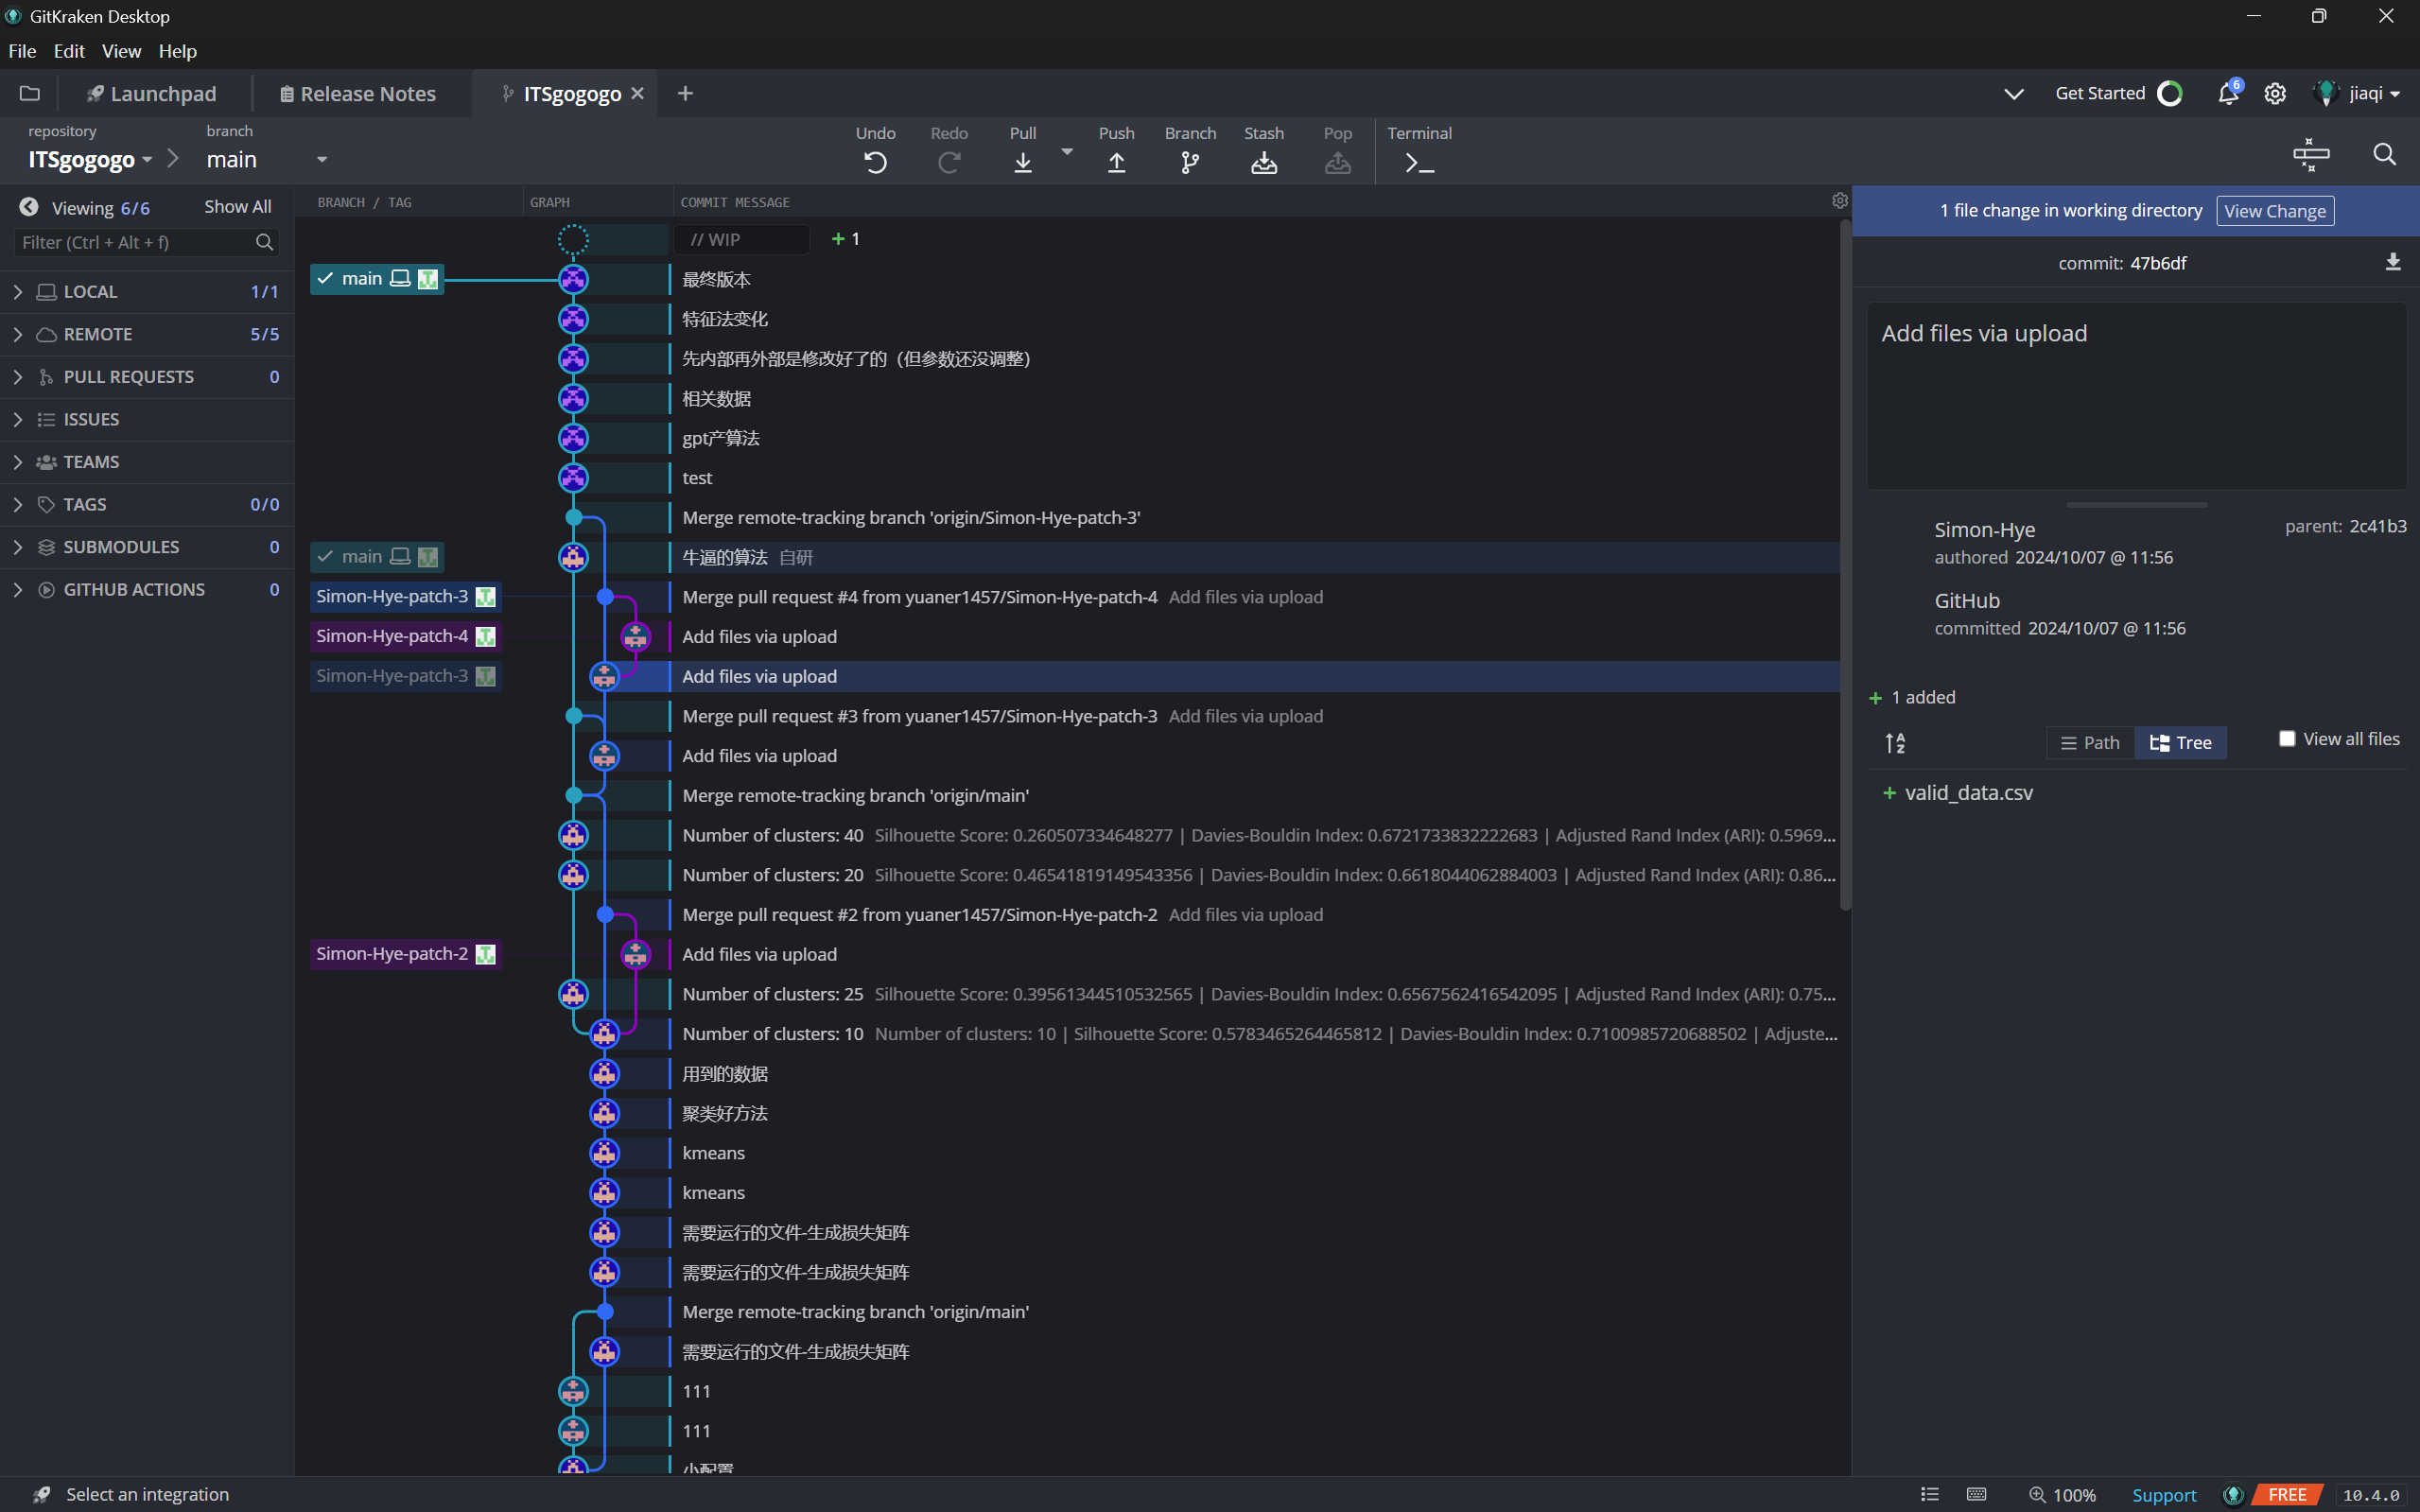 GitKraken Desktop
File Edit View Help
Launchpad Release Notes ITSgogogo Get Started 6 jiaqi
repository branch
ITSgogogo main
Undo Redo Pull Push Branch Stash Pop Terminal
Viewing 6/6 Show All
Filter (Ctrl + Alt + f)
LOCAL 1/1
REMOTE 5/5
PULL REQUESTS 0
ISSUES
TEAMS
TAGS 0/0
SUBMODULES 0
GITHUB ACTIONS 0
BRANCH / TAG GRAPH COMMIT MESSAGE
// WIP + 1
main 最终版本
特征法变化
先内部再外部是修改好了的（但参数还没调整）
相关数据
gpt产算法
test
Merge remote-tracking branch 'origin/Simon-Hye-patch-3'
main 牛逼的算法 自研
Simon-Hye-patch-3 Merge pull request #4 from yuaner1457/Simon-Hye-patch-4 Add files via upload
Simon-Hye-patch-4 Add files via upload
Simon-Hye-patch-3 Add files via upload
Merge pull request #3 from yuaner1457/Simon-Hye-patch-3 Add files via upload
Add files via upload
Merge remote-tracking branch 'origin/main'
Number of clusters: 40 Silhouette Score: 0.260507334648277 | Davies-Bouldin Index: 0.6721733832222683 | Adjusted Rand Index (ARI): 0.5969...
Number of clusters: 20 Silhouette Score: 0.46541819149543356 | Davies-Bouldin Index: 0.6618044062884003 | Adjusted Rand Index (ARI): 0.86...
Merge pull request #2 from yuaner1457/Simon-Hye-patch-2 Add files via upload
Simon-Hye-patch-2 Add files via upload
Number of clusters: 25 Silhouette Score: 0.39561344510532565 | Davies-Bouldin Index: 0.6567562416542095 | Adjusted Rand Index (ARI): 0.75...
Number of clusters: 10 Number of clusters: 10 | Silhouette Score: 0.5783465264465812 | Davies-Bouldin Index: 0.7100985720688502 | Adjuste...
用到的数据
聚类好方法
kmeans
kmeans
需要运行的文件-生成损失矩阵
需要运行的文件-生成损失矩阵
Merge remote-tracking branch 'origin/main'
需要运行的文件-生成损失矩阵
111
111
小配置
1 file change in working directory View Change
commit: 47b6df
Add files via upload
Simon-Hye parent: 2c41b3
authored 2024/10/07 @ 11:56
GitHub
committed 2024/10/07 @ 11:56
+ 1 added
Path Tree View all files
+ valid_data.csv
Select an integration 100% Support FREE 10.4.0